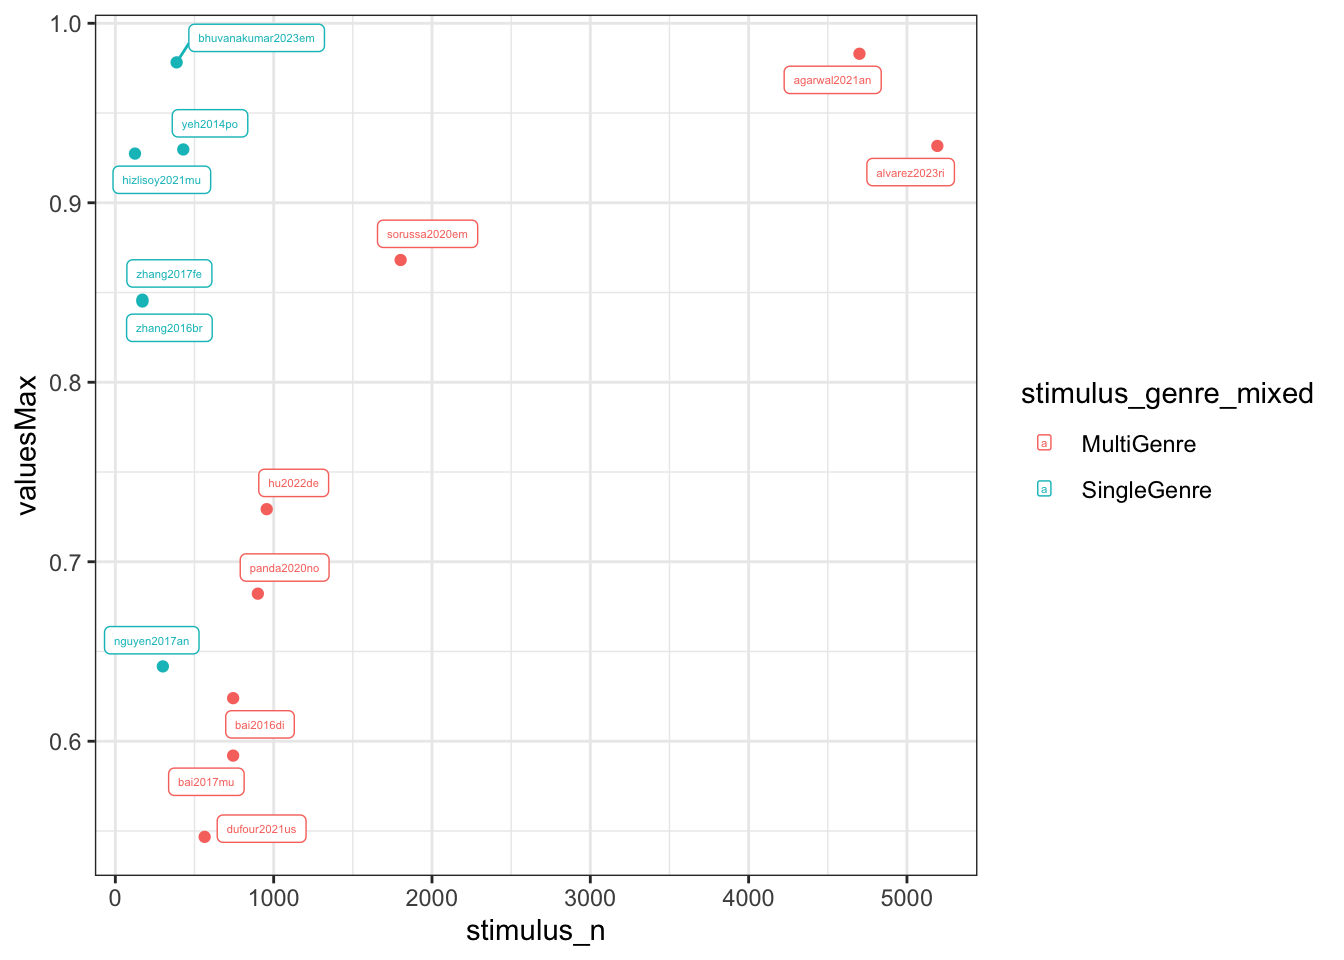 1.0
0.9
0.8
0.7
0.6
valuesMax
bhuvanakumar2023em
agarwal2021an
yeh2014po
alvarez2023ri
hizlisoy2021mu
sorussa2020em
zhang2017fe
zhang2016br
hu2022de
panda2020no
nguyen2017an
bai2016di
bai2017mu
dufour2021us
0 1000 2000 3000 4000 5000
stimulus_n
stimulus_genre_mixed
a MultiGenre
a SingleGenre